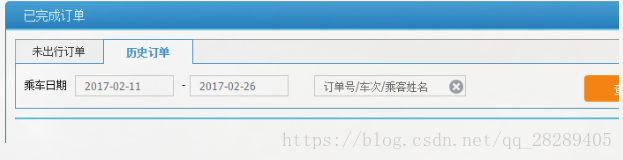 已完成订单
未出行订单 历史订单
乘车日期 2017-02-11 - 2017-02-26 订单号/车次/乘客姓名
https://blog.csdn.net/qq_28289405